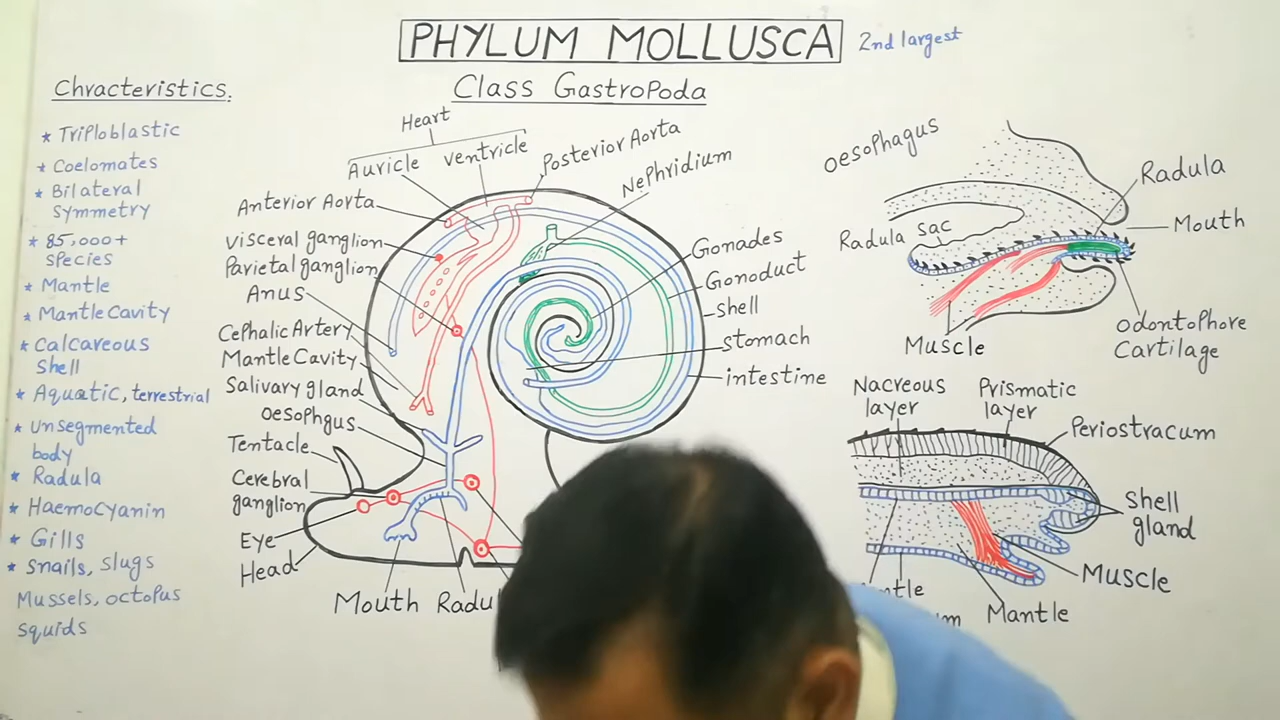 PHYLUM MOLLUSCA
2nd largest
Class GastroPoda
Chracteristics.
* Triploblastic
* Coelomates
* Bilateral
symmetry
* 85,000+
species
* Mantle
* Mantle Cavity
* Calcareous
Shell
* Aquatic, terrestrial
* unsegmented
body
* Radula
* Haemocyanin
* Gills
* snails, slugs
Mussels, octopus
squids
Heart
Auricle
ventricle
Posterior Aorta
Nephridium
Anterior Aorta
visceral ganglion
Parietal ganglion
Anus
Cephalic Artery
Mantle Cavity
Salivary gland
oesophgus
Tentacle
Cerebral
ganglion
Eye
Head
Mouth
Gonades
Gonoduct
shell
stomach
intestine
oesophagus
Radula
Radula sac
Mouth
Muscle
odontophore
Cartilage
Nacreous
layer
Prismatic
layer
Periostracum
Shell
gland
Muscle
Mantle